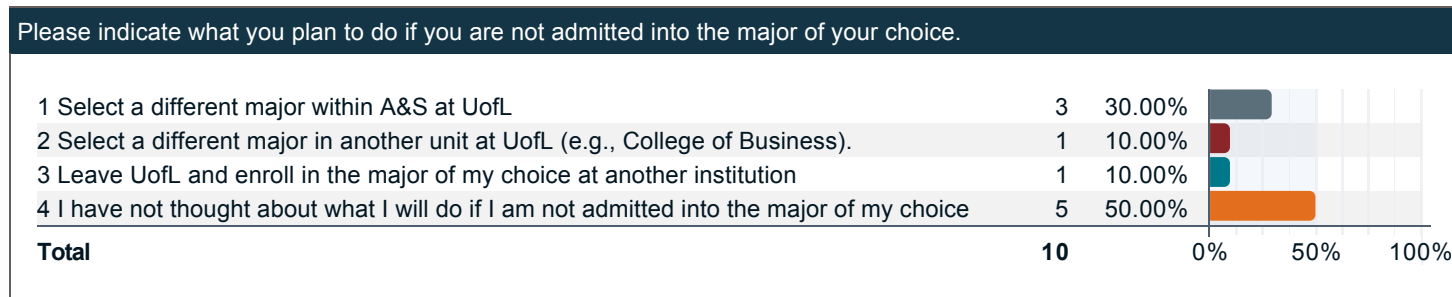 Please indicate what you plan to do if you are not admitted into the major of your choice.
1 Select a different major within A&S at UofL 3 30.00%
2 Select a different major in another unit at UofL (e.g., College of Business). 1 10.00%
3 Leave UofL and enroll in the major of my choice at another institution 1 10.00%
4 I have not thought about what I will do if I am not admitted into the major of my choice 5 50.00%
Total 10 0% 50% 100%